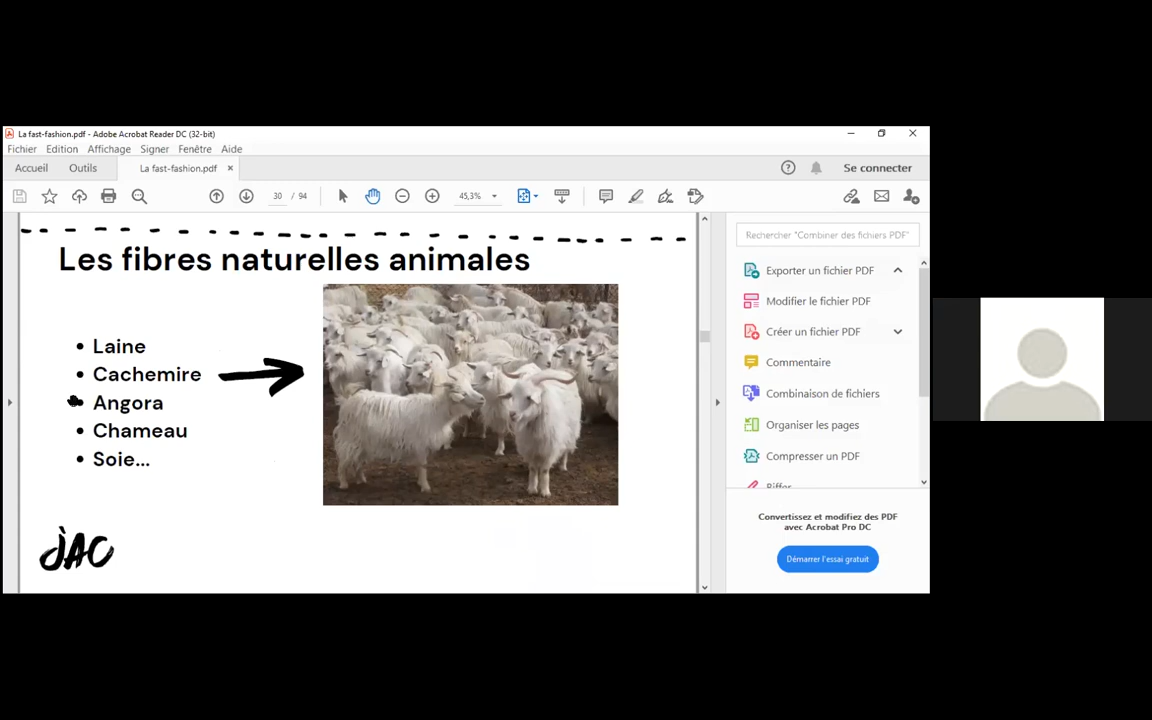 La fast-fashion.pdf - Adobe Acrobat Reader DC (32-bit)
Fichier Edition Affichage Signer Fenêtre Aide
Accueil Outils La fast-fashion.pdf × Se connecter
30 / 94 45,3%
Les fibres naturelles animales
• Laine
• Cachemire
Angora
• Chameau
• Soie...
JAC
Rechercher "Combiner des fichiers PDF"
Exporter un fichier PDF
Modifier le fichier PDF
Créer un fichier PDF
Commentaire
Combinaison de fichiers
Organiser les pages
Compresser un PDF
Convertissez et modifiez des PDF
avec Acrobat Pro DC
Démarrer l'essai gratuit